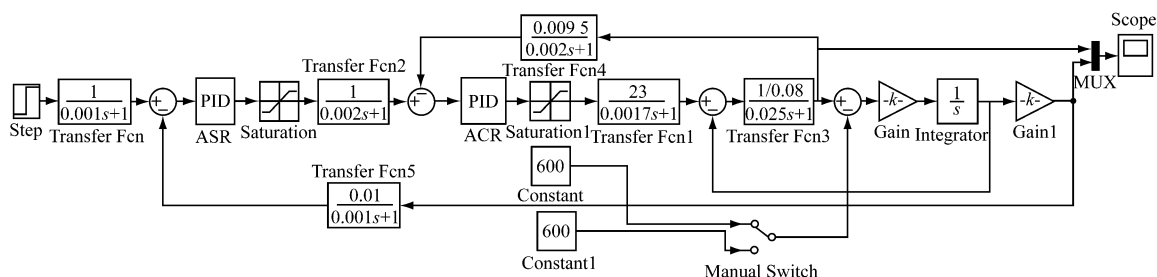 Scope
0.009 5
0.002s+1
Transfer Fcn2
Transfer Fcn4
MUX
1
0.001s+1
PID
1
0.002s+1
PID
23
0.0017s+1
1/0.08
0.025s+1
-k-
1
s
-k-
Step
Transfer Fcn
ASR
Saturation
ACR
Saturation1
Transfer Fcn1
Transfer Fcn3
Gain
Integrator
Gain1
Transfer Fcn5
0.01
0.001s+1
600
Constant
600
Constant1
Manual Switch